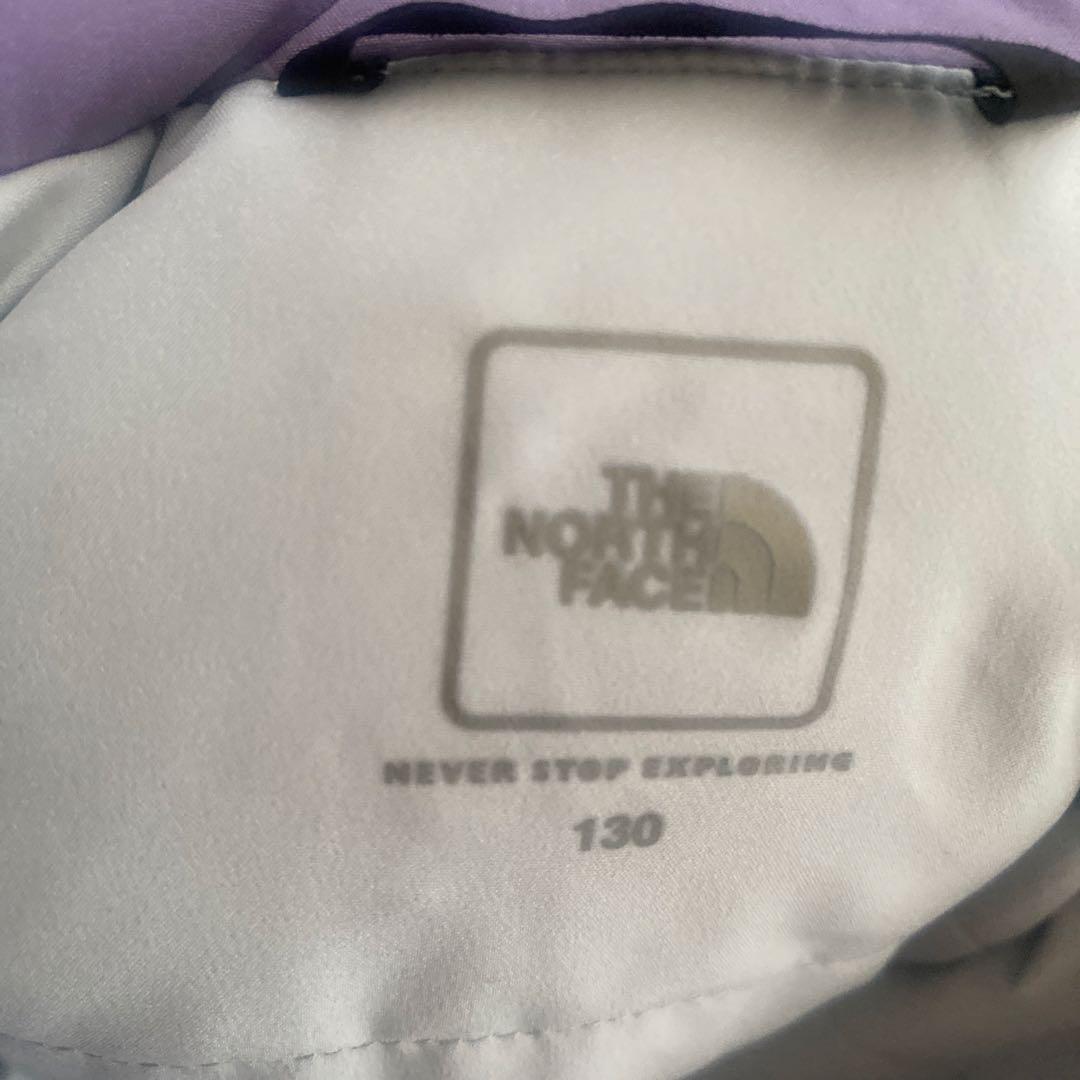 THE
NORTH
FACE
NEVER STOP EXPLORING
130